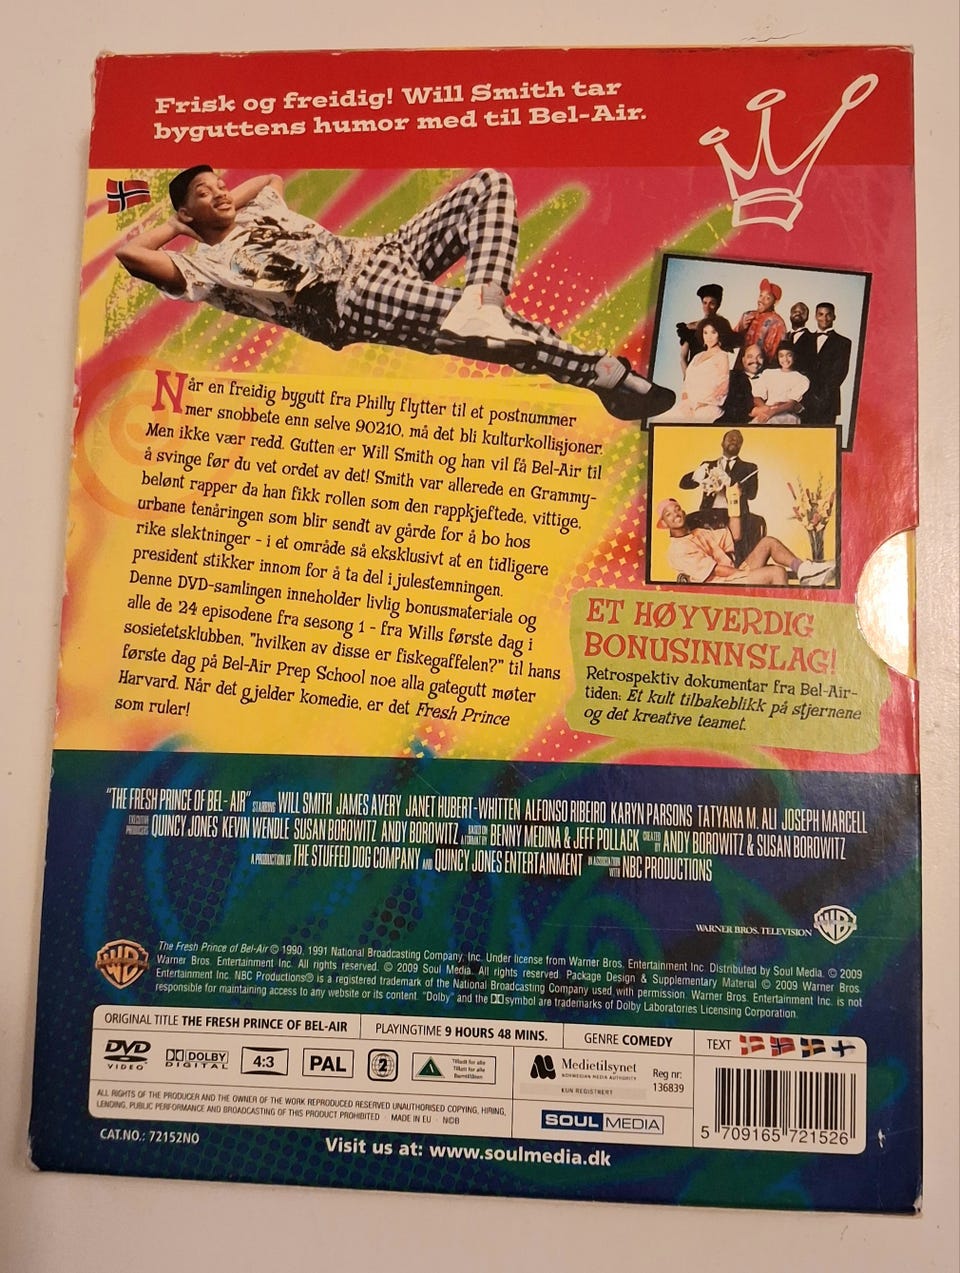 Frisk og freidig! Will Smith tar
byguttens humor med til Bel-Air.
Når en freidig bygutt fra Philly flytter til et postnummer
mer snobbete enn selve 90210, må det bli kulturkollisjoner.
Men ikke vær redd. Gutten er Will Smith og han vil få Bel-Air til
å svinge før du vet ordet av det! Smith var allerede en Grammy-
belønt rapper da han fikk rollen som den rappkjeftede, vittige,
urbane tenåringen som blir sendt av gårde for å bo hos
rike slektninger - i et område så eksklusivt at en tidligere
president stikker innom for å ta del i julestemningen.
Denne DVD-samlingen inneholder livlig bonusmateriale og
alle de 24 episodene fra sesong 1 - fra Wills første dag i
sosietetsklubben, "hvilken av disse er fiskegaffelen?" til hans
første dag på Bel-Air Prep School noe alla gategutt møter
Harvard. Når det gjelder komedie, er det Fresh Prince
som ruler!
ET HØYVERDIG
BONUSINNSLAG!
Retrospektiv dokumentar fra Bel-Air-
tiden: Et kult tilbakeblikk på stjernene
og det kreative teamet.
"THE FRESH PRINCE OF BEL-AIR" STARRING WILL SMITH JAMES AVERY JANET HUBERT-WHITTEN ALFONSO RIBEIRO KARYN PARSONS TATYANA M. ALI JOSEPH MARCELL
EXECUTIVE PRODUCERS QUINCY JONES KEVIN WENDLE SUSAN BOROWITZ ANDY BOROWITZ BASED ON A FORMAT BY BENNY MEDINA & JEFF POLLACK CREATED BY ANDY BOROWITZ & SUSAN BOROWITZ
A PRODUCTION OF THE STUFFED DOG COMPANY AND QUINCY JONES ENTERTAINMENT IN ASSOCIATION WITH NBC PRODUCTIONS
WARNER BROS. TELEVISION
The Fresh Prince of Bel-Air © 1990, 1991 National Broadcasting Company, Inc. Under license from Warner Bros. Entertainment Inc. Distributed by Soul Media. © 2009
Warner Bros. Entertainment Inc. All rights reserved. © 2009 Soul Media. All rights reserved. Package Design & Supplementary Material © 2009 Warner Bros.
Entertainment Inc. NBC Productions® is a registered trademark of the National Broadcasting Company used with permission. Warner Bros. Entertainment Inc. is not
responsible for maintaining access to any website or its content. "Dolby" and the DD symbol are trademarks of Dolby Laboratories Licensing Corporation.
ORIGINAL TITLE THE FRESH PRINCE OF BEL-AIR PLAYINGTIME 9 HOURS 48 MINS. GENRE COMEDY TEXT
DVD VIDEO DOLBY DIGITAL 4:3 PAL 2 Tilladt for alle Tillatt for alle Barntillåten
Medietilsynet
NORWEGIAN MEDIA AUTHORITY
KUN REGISTRERT
Reg nr:
136839
ALL RIGHTS OF THE PRODUCER AND THE OWNER OF THE WORK REPRODUCED RESERVED. UNAUTHORISED COPYING, HIRING,
LENDING, PUBLIC PERFORMANCE AND BROADCASTING OF THIS PRODUCT PROHIBITED · MADE IN EU · NCB
SOUL MEDIA
5 709165 721526
CAT.NO.: 72152NO
Visit us at: www.soulmedia.dk